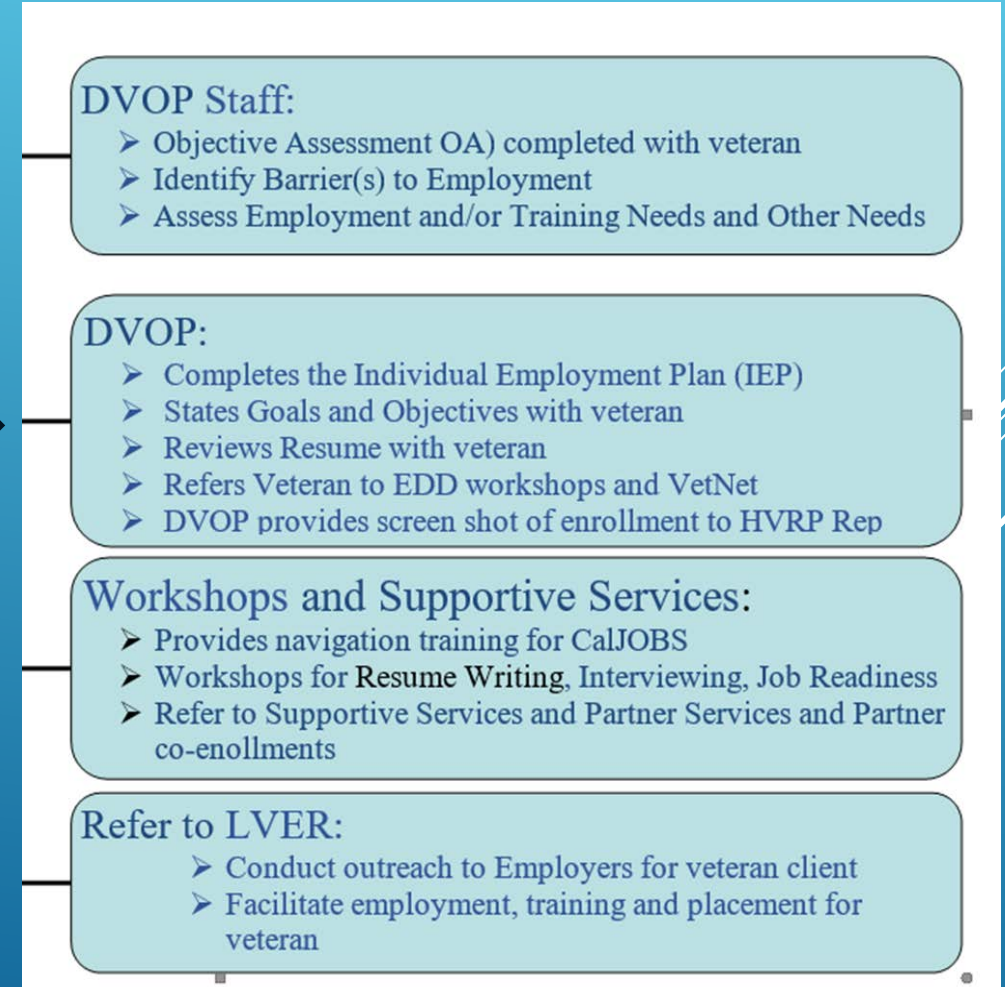 DVOP Staff:
➢ Objective Assessment OA) completed with veteran
➢ Identify Barrier(s) to Employment
➢ Assess Employment and/or Training Needs and Other Needs
DVOP:
➢ Completes the Individual Employment Plan (IEP)
➢ States Goals and Objectives with veteran
➢ Reviews Resume with veteran
➢ Refers Veteran to EDD workshops and VetNet
➢ DVOP provides screen shot of enrollment to HVRP Rep
Workshops and Supportive Services:
➢ Provides navigation training for CalJOBS
➢ Workshops for Resume Writing, Interviewing, Job Readiness
➢ Refer to Supportive Services and Partner Services and Partner
co-enollments
Refer to LVER:
➢ Conduct outreach to Employers for veteran client
➢ Facilitate employment, training and placement for
veteran